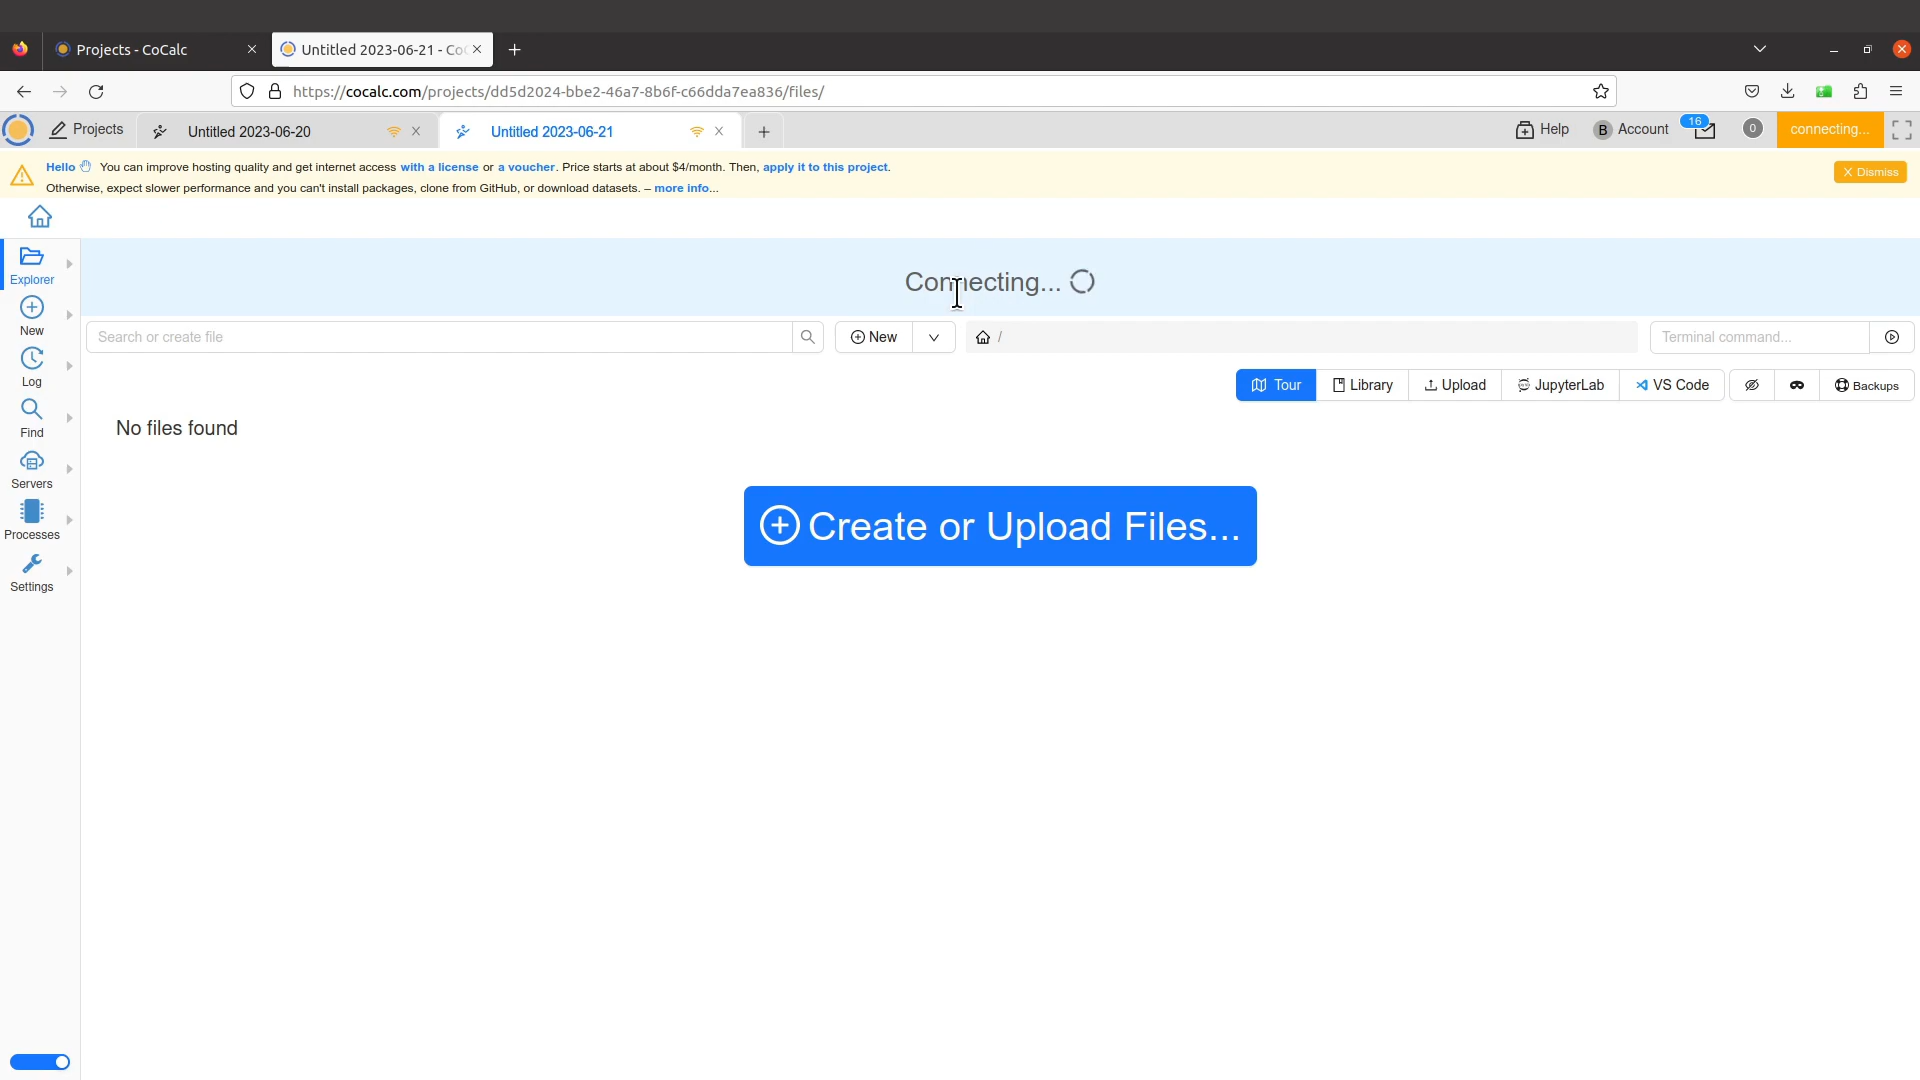 Projects - CoCalc
Untitled 2023-06-21 - CoC
https://cocalc.com/projects/dd5d2024-bbe2-46a7-8b6f-c66dda7ea836/files/
Projects
Untitled 2023-06-20
Untitled 2023-06-21
Help
B
Account
16
0
connecting...
Hello You can improve hosting quality and get internet access with a license or a voucher. Price starts at about $4/month. Then, apply it to this project.
Otherwise, expect slower performance and you can't install packages, clone from GitHub, or download datasets. – more info...
Dismiss
Explorer
New
Log
Find
Servers
Processes
Settings
Connecting...
Search or create file
New
/
Terminal command...
Tour
Library
Upload
JupyterLab
VS Code
Backups
No files found
Create or Upload Files...